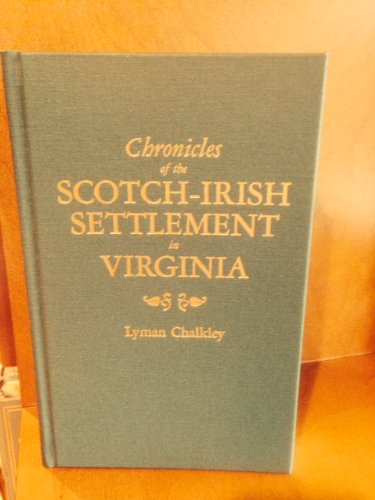 Chronicles
of the
SCOTCH-IRISH
SETTLEMENT
in
VIRGINIA
Lyman Chalkley